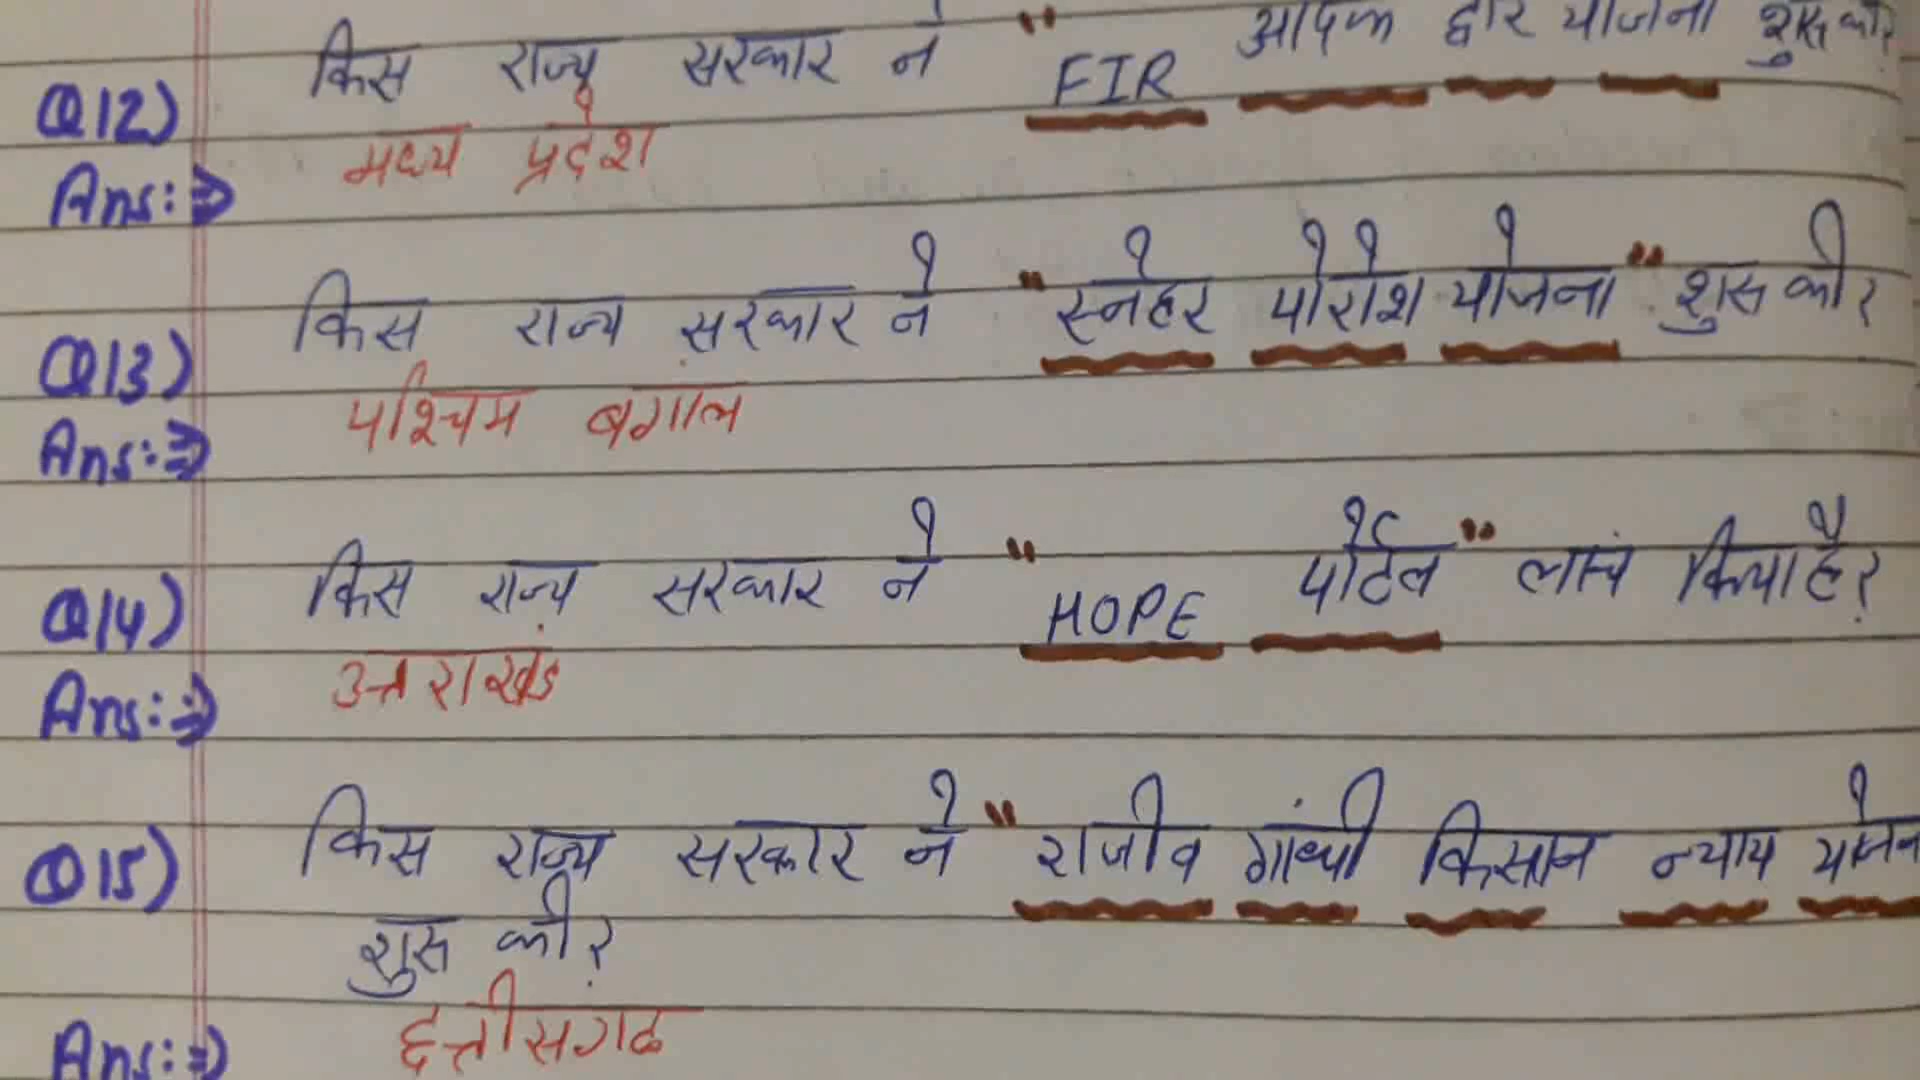 Q12) किस राज्य सरकार ने " FIR आपके द्वार योजना शुरू की?
Ans:⇒ मध्य प्रदेश
Q13) किस राज्य सरकार ने "स्नेहेर पोरोश योजना" शुरू की?
Ans:⇒ पश्चिम बंगाल
Q14) किस राज्य सरकार ने " HOPE पोर्टल" लांच किया है?
Ans:⇒ उत्तराखंड
Q15) किस राज्य सरकार ने "राजीव गांधी किसान न्याय योजन
शुरू की?
Ans:⇒ छत्तीसगढ